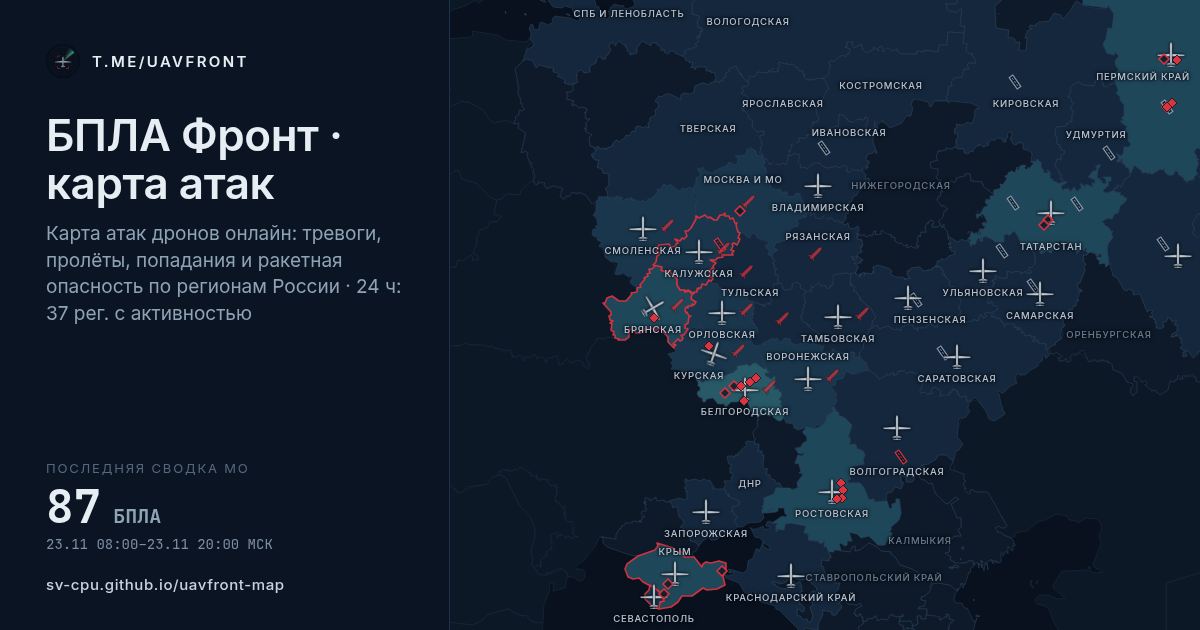 T.ME/UAVFRONT
БПЛА Фронт ·
карта атак
Карта атак дронов онлайн: тревоги,
пролёты, попадания и ракетная
опасность по регионам России · 24 ч:
37 рег. с активностью
ПОСЛЕДНЯЯ СВОДКА МО
87 БПЛА
23.11 08:00–23.11 20:00 МСК
sv-cpu.github.io/uavfront-map
СПБ И ЛЕНОБЛАСТЬ
ВОЛОГОДСКАЯ
ПЕРМСКИЙ КРАЙ
КОСТРОМСКАЯ
ЯРОСЛАВСКАЯ
КИРОВСКАЯ
ТВЕРСКАЯ
ИВАНОВСКАЯ
УДМУРТИЯ
МОСКВА И МО
НИЖЕГОРОДСКАЯ
ВЛАДИМИРСКАЯ
РЯЗАНСКАЯ
СМОЛЕНСКАЯ
ТАТАРСТАН
КАЛУЖСКАЯ
ТУЛЬСКАЯ
УЛЬЯНОВСКАЯ
САМАРСКАЯ
ПЕНЗЕНСКАЯ
БРЯНСКАЯ
ОРЛОВСКАЯ
ТАМБОВСКАЯ
ОРЕНБУРГСКАЯ
ВОРОНЕЖСКАЯ
КУРСКАЯ
САРАТОВСКАЯ
БЕЛГОРОДСКАЯ
ВОЛГОГРАДСКАЯ
ДНР
РОСТОВСКАЯ
ЗАПОРОЖСКАЯ
КАЛМЫКИЯ
КРЫМ
СТАВРОПОЛЬСКИЙ КРАЙ
КРАСНОДАРСКИЙ КРАЙ
СЕВАСТОПОЛЬ